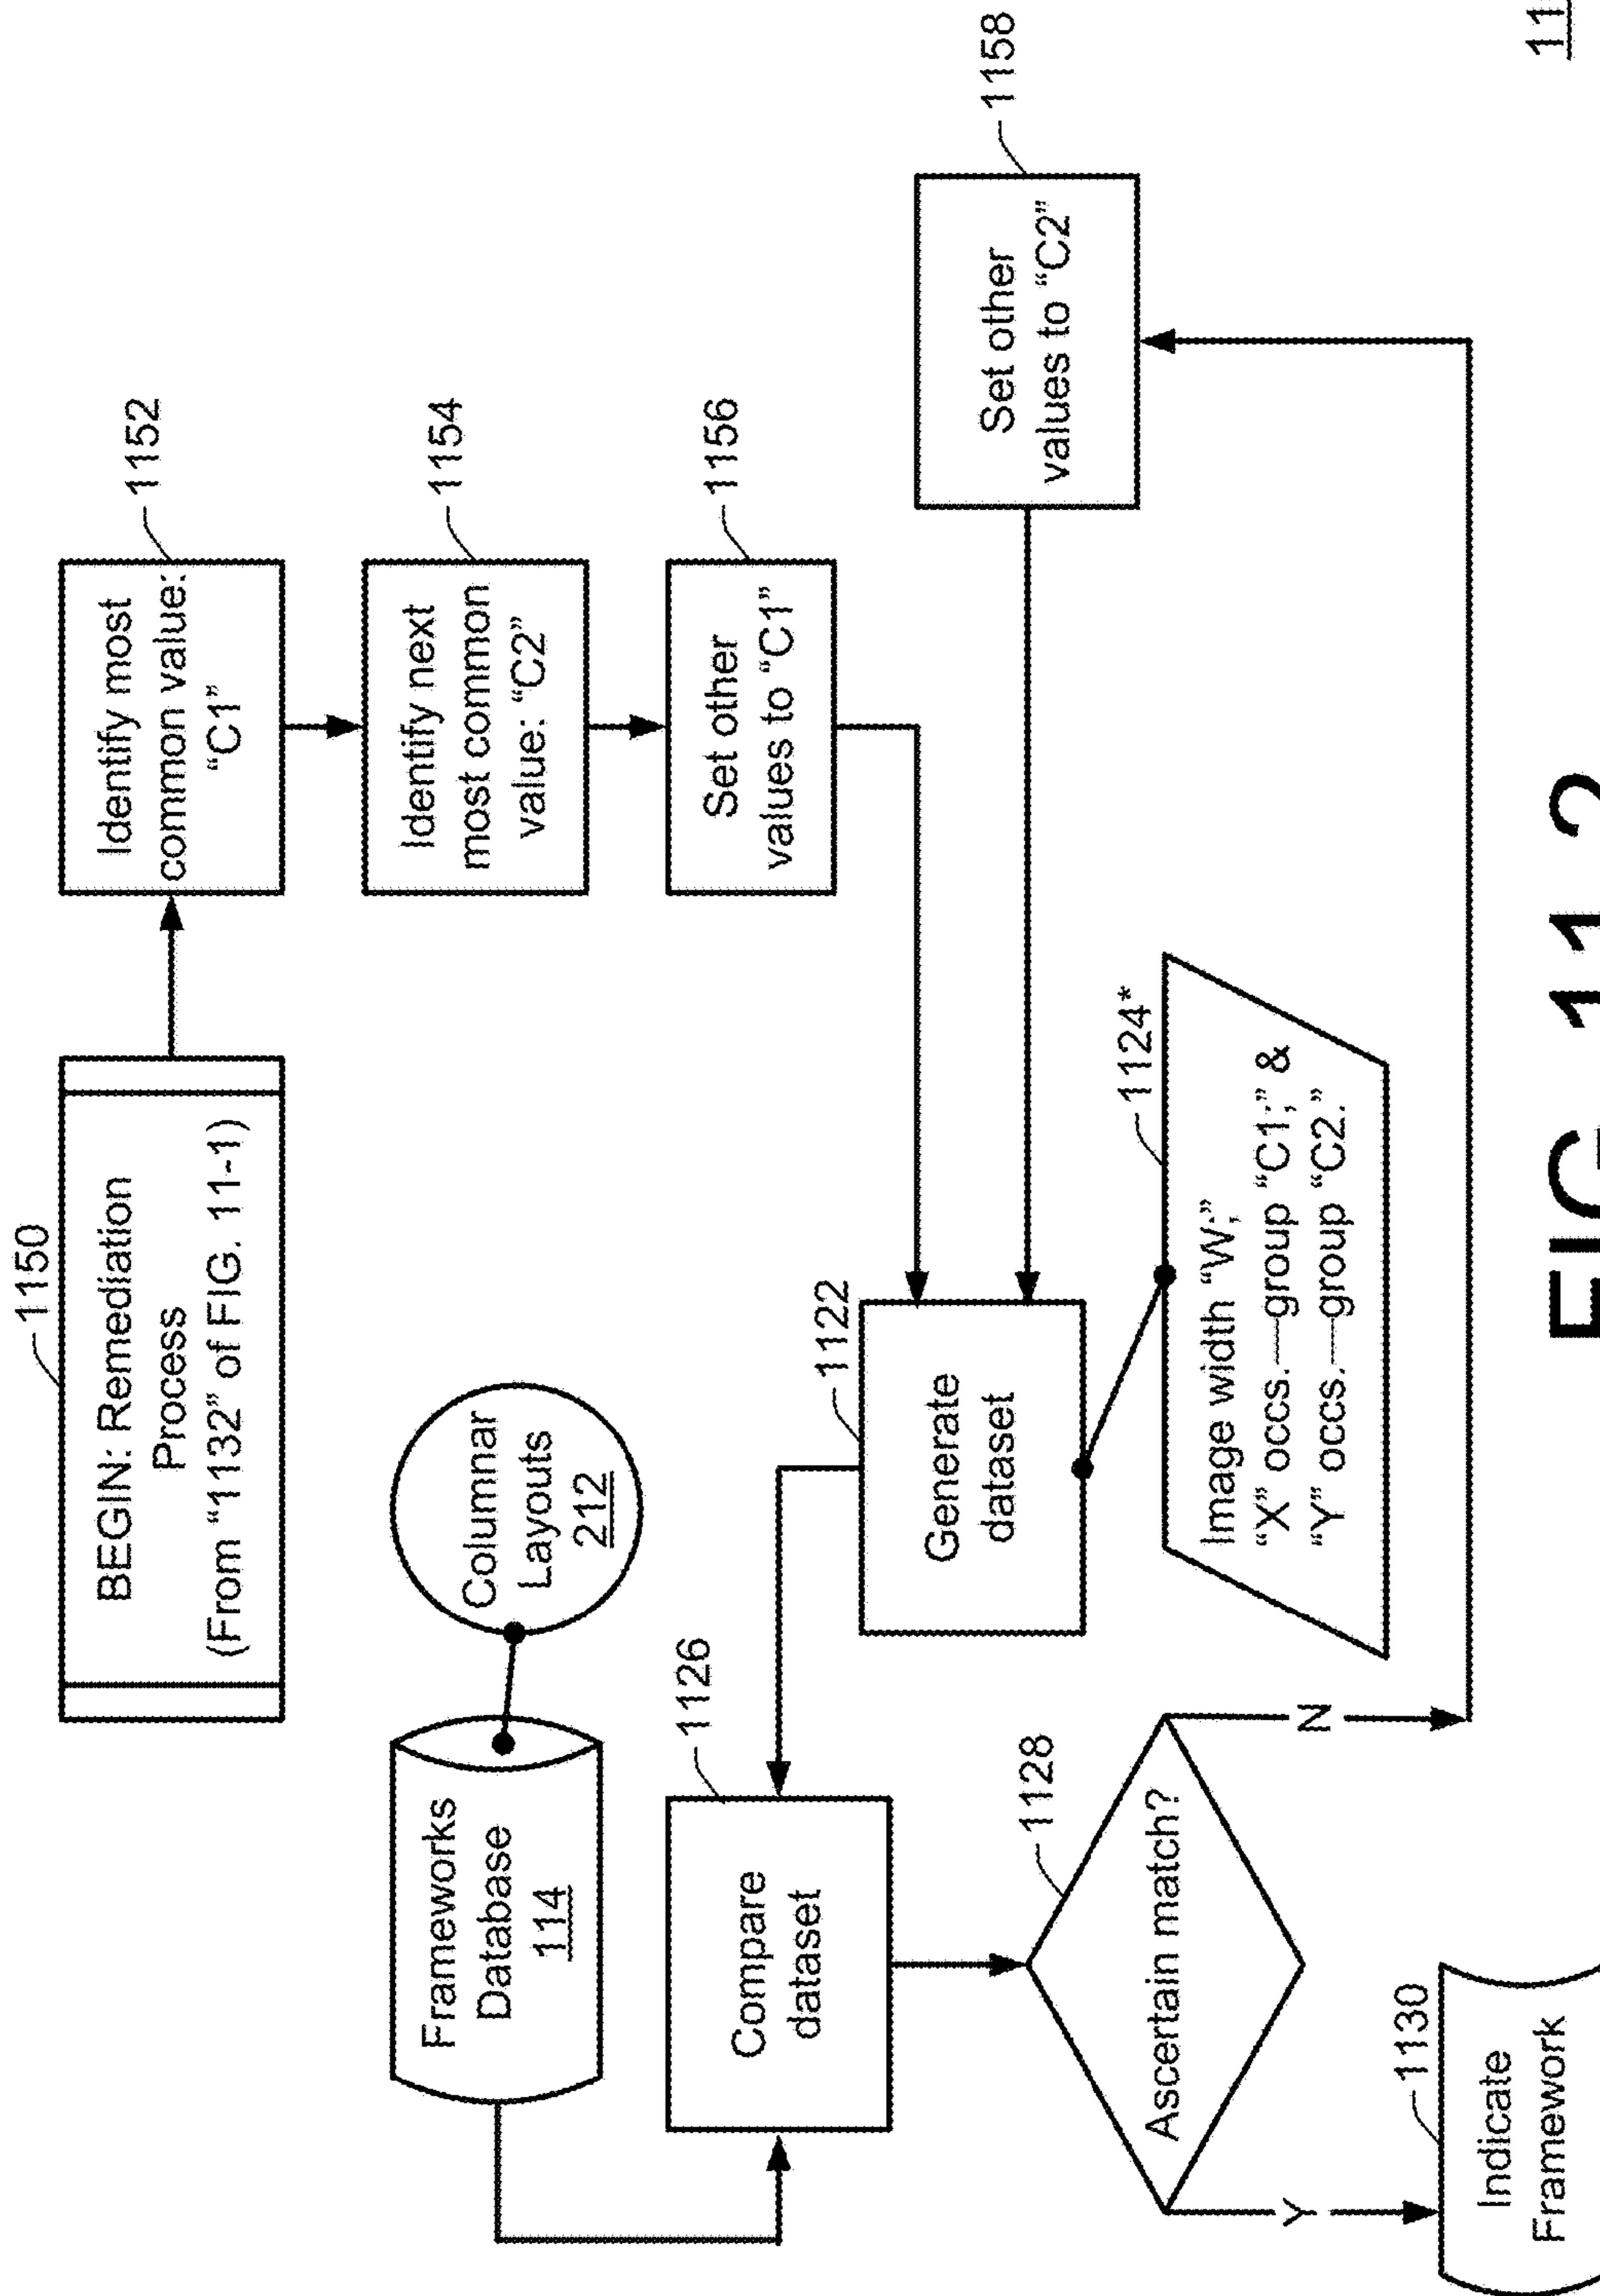 1150
BEGIN: Remediation
Process
(From “1132” of FIG. 11-1)
Identify most
common value:
“C1”
1152
Frameworks
Database
114
Columnar
Layouts
212
Identify next
most common
value: “C2”
1154
Compare
dataset
1126
Set other
values to “C1”
1156
Generate
dataset
1122
Set other
values to “C2”
1158
Ascertain match?
1128
Image width “W;”
“X” occs.—group “C1;” &
“Y” occs.—group “C2.”
1124*
Y
N
Indicate
Framework
1130